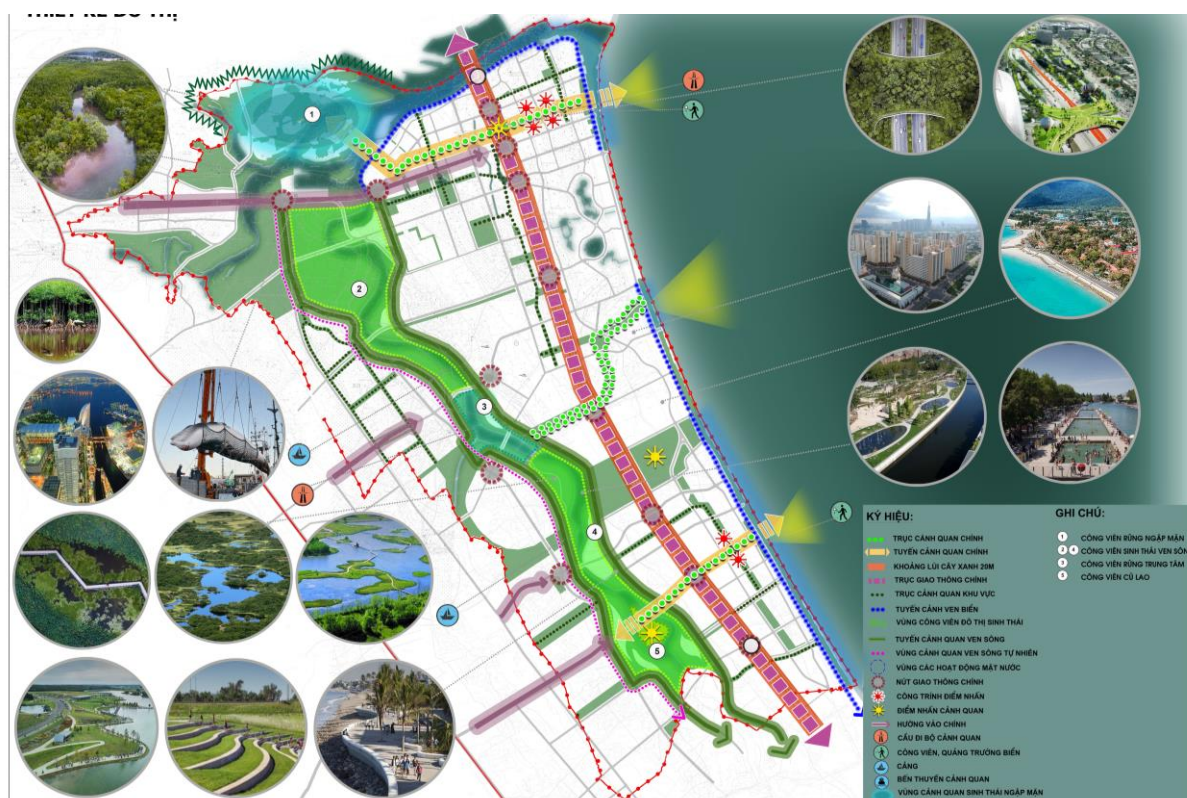 THIẾT KẾ ĐÔ THỊ
1
2
3
4
5
KÝ HIỆU:
TRỤC CẢNH QUAN CHÍNH
TUYẾN CẢNH QUAN CHÍNH
KHOẢNG LÙI CÂY XANH 20M
TRỤC GIAO THÔNG CHÍNH
TRỤC CẢNH QUAN KHU VỰC
TUYẾN CẢNH VEN BIỂN
VÙNG CÔNG VIÊN ĐÔ THỊ SINH THÁI
TUYẾN CẢNH QUAN VEN SÔNG
VÙNG CẢNH QUAN VEN SÔNG TỰ NHIÊN
VÙNG CÁC HOẠT ĐỘNG MẶT NƯỚC
NÚT GIAO THÔNG CHÍNH
CÔNG TRÌNH ĐIỂM NHẤN
ĐIỂM NHẤN CẢNH QUAN
HƯỚNG VÀO CHÍNH
CẦU ĐI BỘ CẢNH QUAN
CÔNG VIÊN, QUẢNG TRƯỜNG BIỂN
CẢNG
BẾN THUYỀN CẢNH QUAN
VÙNG CẢNH QUAN SINH THÁI NGẬP MẶN
GHI CHÚ:
1 CÔNG VIÊN RỪNG NGẬP MẶN
2 4 CÔNG VIÊN SINH THÁI VEN SÔN
3 CÔNG VIÊN RỪNG TRUNG TÂM
5 CÔNG VIÊN CÙ LAO